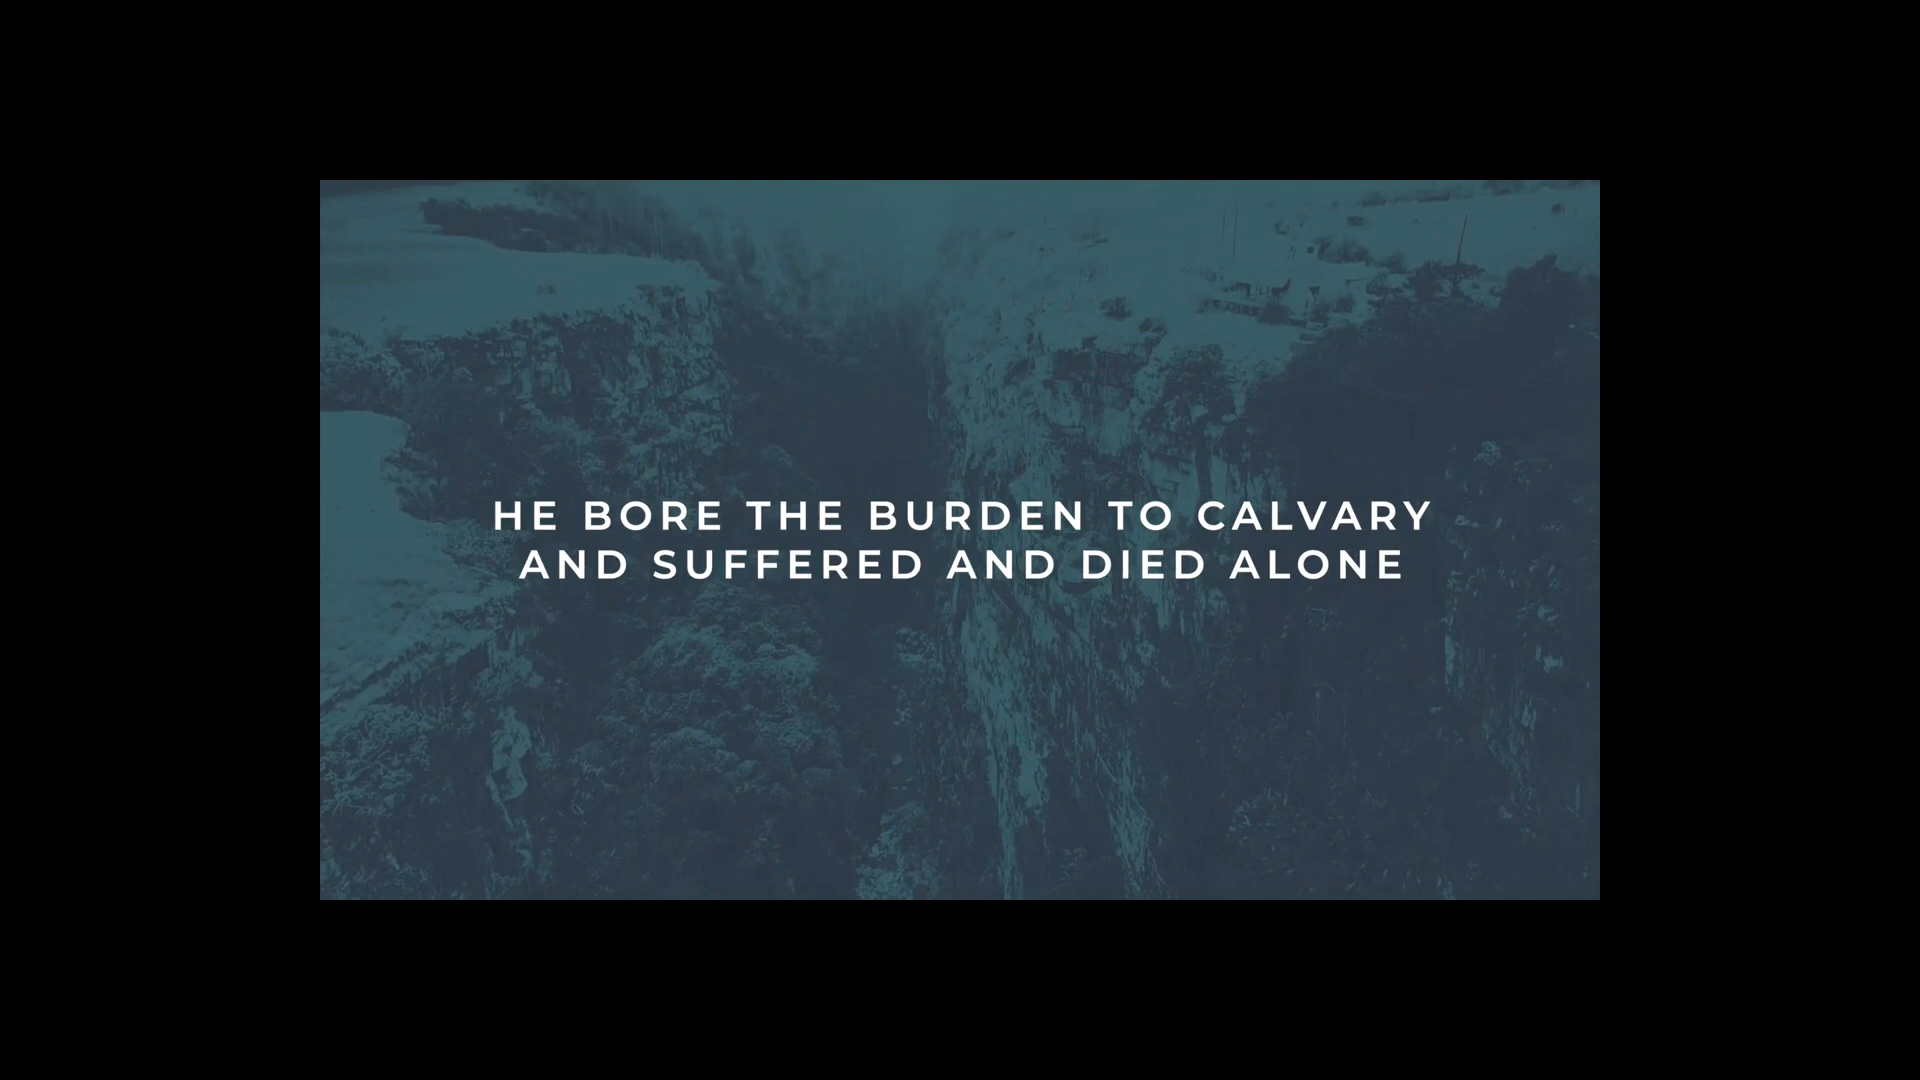 HE BORE THE BURDEN TO CALVARY
AND SUFFERED AND DIED ALONE